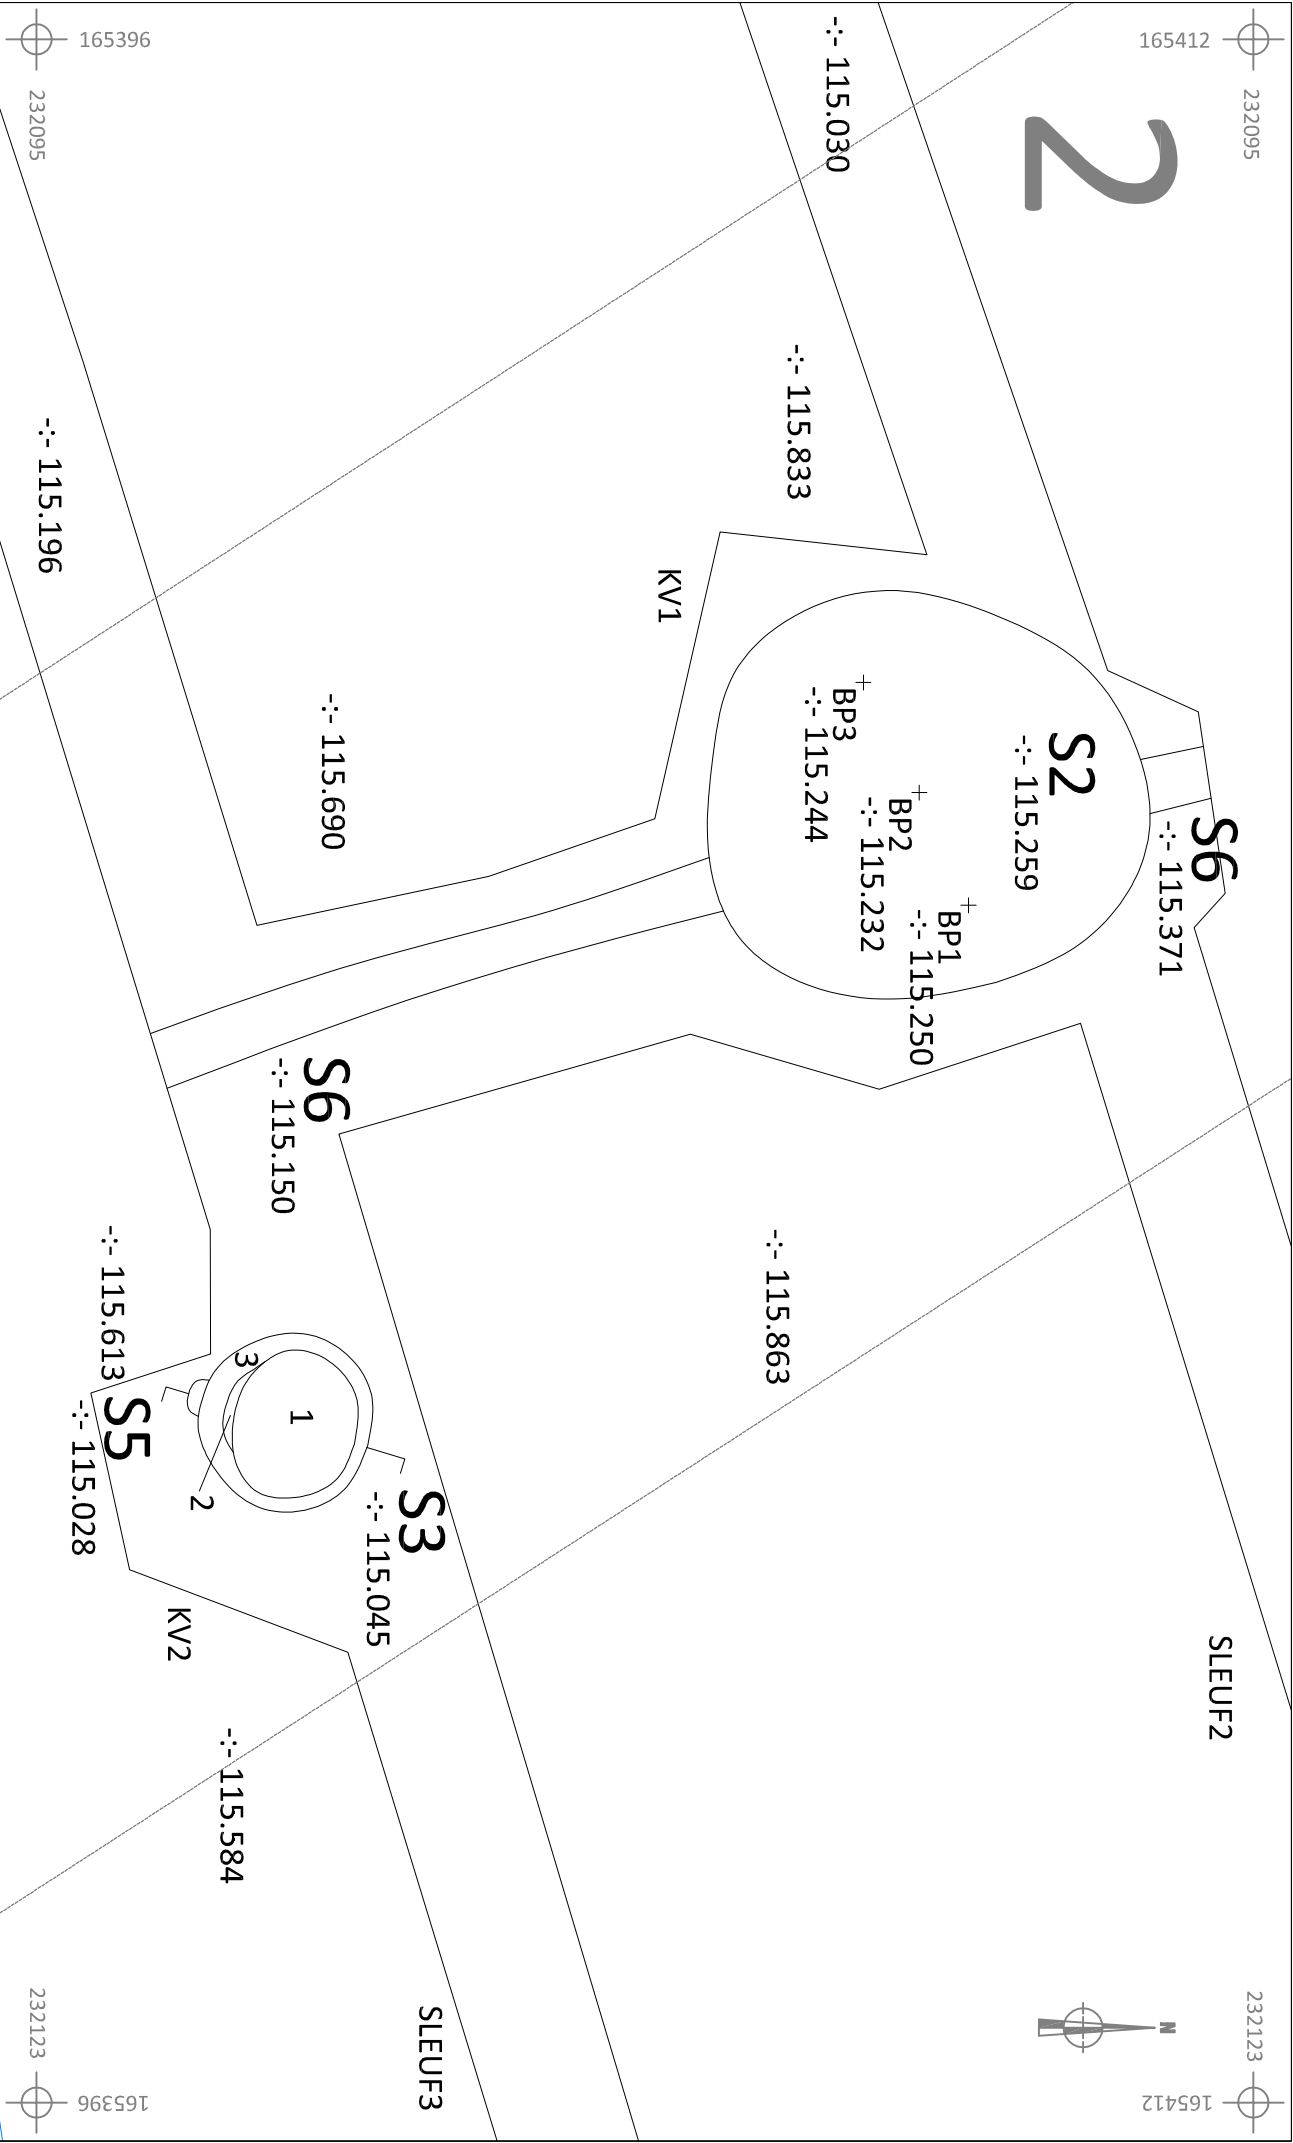 165396
232095
165412
232095
2
-:- 115.030
-:- 115.833
-:- 115.196
KV1
-:- 115.690
BP3
-:- 115.244
S2
-:- 115.259
BP2
-:- 115.232
S6
-:- 115.371
BP1
-:- 115.250
S6
-:- 115.150
-:- 115.613
-:- 115.863
3
1
2
S5
-:- 115.028
S3
-:- 115.045
KV2
SLEUF2
-:- 115.584
SLEUF3
N
232123
165396
232123
165412